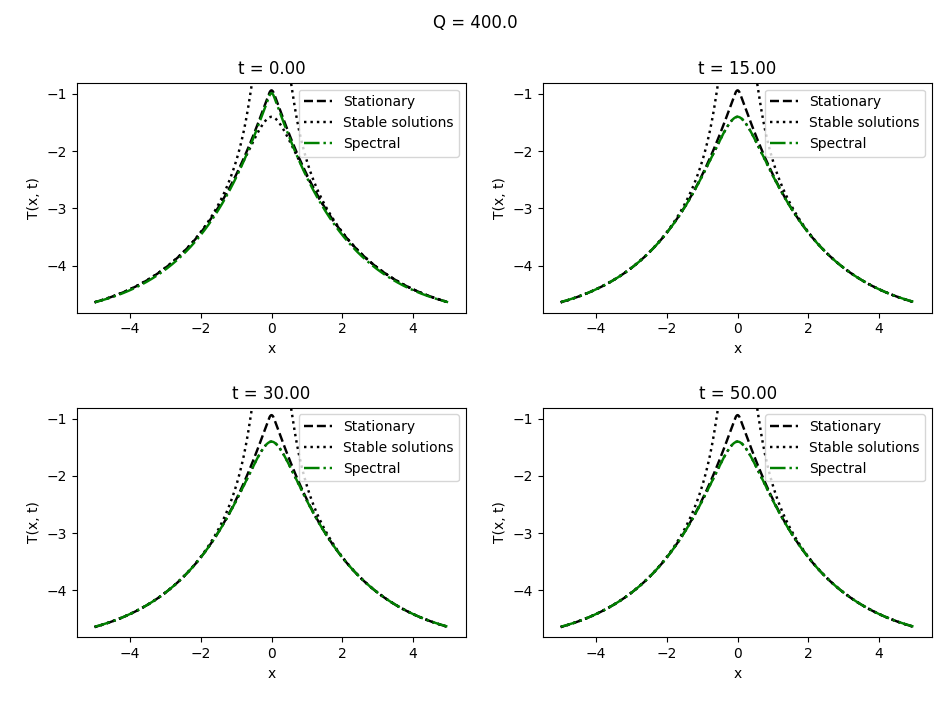 Q = 400.0
t = 0.00
T(x, t)
−1
−2
−3
−4
Stationary
Stable solutions
Spectral
−4 −2 0 2 4
x
t = 15.00
T(x, t)
−1
−2
−3
−4
Stationary
Stable solutions
Spectral
−4 −2 0 2 4
x
t = 30.00
T(x, t)
−1
−2
−3
−4
Stationary
Stable solutions
Spectral
−4 −2 0 2 4
x
t = 50.00
T(x, t)
−1
−2
−3
−4
Stationary
Stable solutions
Spectral
−4 −2 0 2 4
x